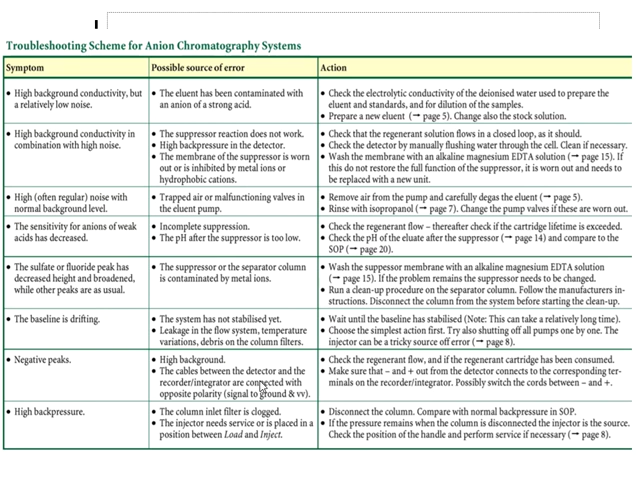 Troubleshooting Scheme for Anion Chromatography Systems
Symptom
Possible source of error
Action
• High background conductivity, but
a relatively low noise.
• The eluent has been contaminated with
an anion of a strong acid.
• Check the electrolytic conductivity of the deionised water used to prepare the
eluent and standards, and for dilution of the samples.
• Prepare a new eluent (→ page 5). Change also the stock solution.
• High background conductivity in
combination with high noise.
• The suppressor reaction does not work.
• High backpressure in the detector.
• The membrane of the suppressor is worn
out or is inhibited by metal ions or
hydrophobic cations.
• Check that the regenerant solution flows in a closed loop, as it should.
• Check the detector by manually flushing water through the cell. Clean if necessary.
• Wash the membrane with an alkaline magnesium EDTA solution (→ page 15). If
this do not restore the full function of the suppressor, it is worn out and needs to
be replaced with a new unit.
• High (often regular) noise with
normal background level.
• Trapped air or malfunctioning valves in
the eluent pump.
• Remove air from the pump and carefully degas the eluent (→ page 5).
• Rinse with isopropanol (→ page 7). Change the pump valves if these are worn out.
• The sensitivity for anions of weak
acids has decreased.
• Incomplete suppression.
• The pH after the suppressor is too low.
• Check the regenerant flow – thereafter check if the cartridge lifetime is exceeded.
• Check the pH of the eluate after the suppressor (→ page 14) and compare to the
SOP (→ page 20).
• The sulfate or fluoride peak has
decreased height and broadened,
while other peaks are as usual.
• The suppressor or the separator column
is contaminated by metal ions.
• Wash the suppessor membrane with an alkaline magnesium EDTA solution
(→ page 15). If the problem remains the suppressor needs to be changed.
• Run a clean-up procedure on the separator column. Follow the manufacturers in-
structions. Disconnect the column from the system before starting the clean-up.
• The baseline is drifting.
• The system has not stabilised yet.
• Leakage in the flow system, temperature
variations, debris on the column filters.
• Wait until the baseline has stabilised (Note: This can take a relatively long time).
• Choose the simplest action first. Try also shutting off all pumps one by one. The
injector can be a tricky source off error (→ page 8).
• Negative peaks.
• High background.
• The cables between the detector and the
recorder/integrator are connected with
opposite polarity (signal to ground & vv).
• Check the regenerant flow, and if the regenerant cartridge has been consumed.
• Make sure that – and + out from the detector connects to the corresponding ter-
minals on the recorder/integrator. Possibly switch the cords between – and +.
• High backpressure.
• The column inlet filter is clogged.
• The injector needs service or is placed in a
position between Load and Inject.
• Disconnect the column. Compare with normal backpressure in SOP.
• If the pressure remains when the column is disconnected the injector is the source.
Check the position of the handle and perform service if necessary (→ page 8).